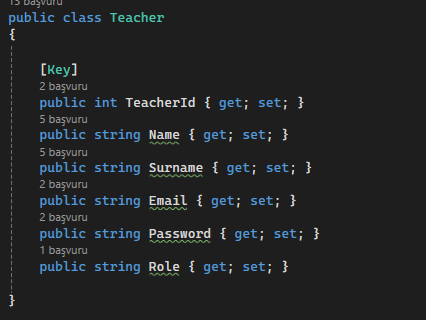 13 başvuru
public class Teacher
{
[Key]
2 başvuru
public int TeacherId { get; set; }
5 başvuru
public string Name { get; set; }
5 başvuru
public string Surname { get; set; }
2 başvuru
public string Email { get; set; }
2 başvuru
public string Password { get; set; }
1 başvuru
public string Role { get; set; }
}